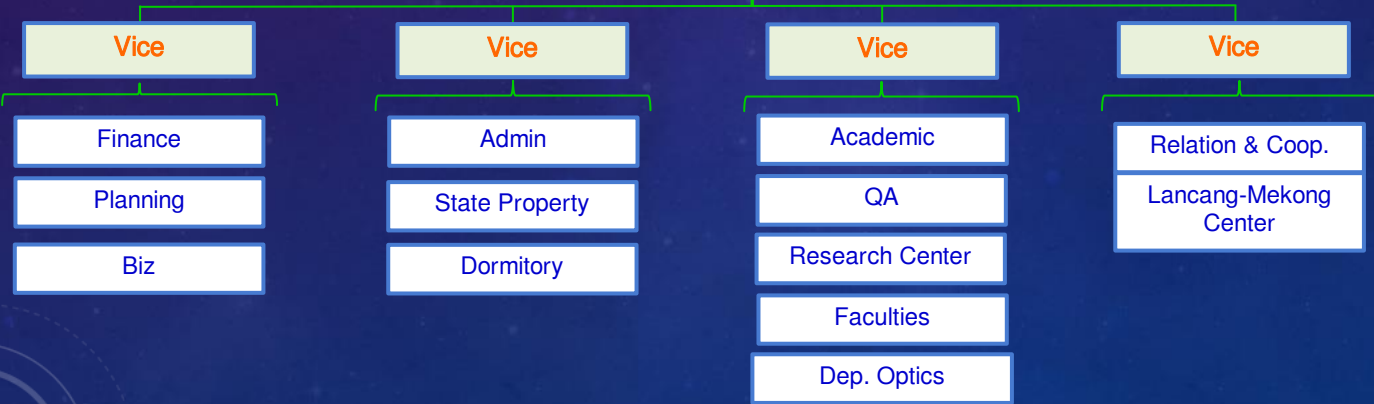 Vice
Finance
Planning
Biz
Vice
Admin
State Property
Dormitory
Vice
Academic
QA
Research Center
Faculties
Dep. Optics
Vice
Relation & Coop.
Lancang-Mekong
Center